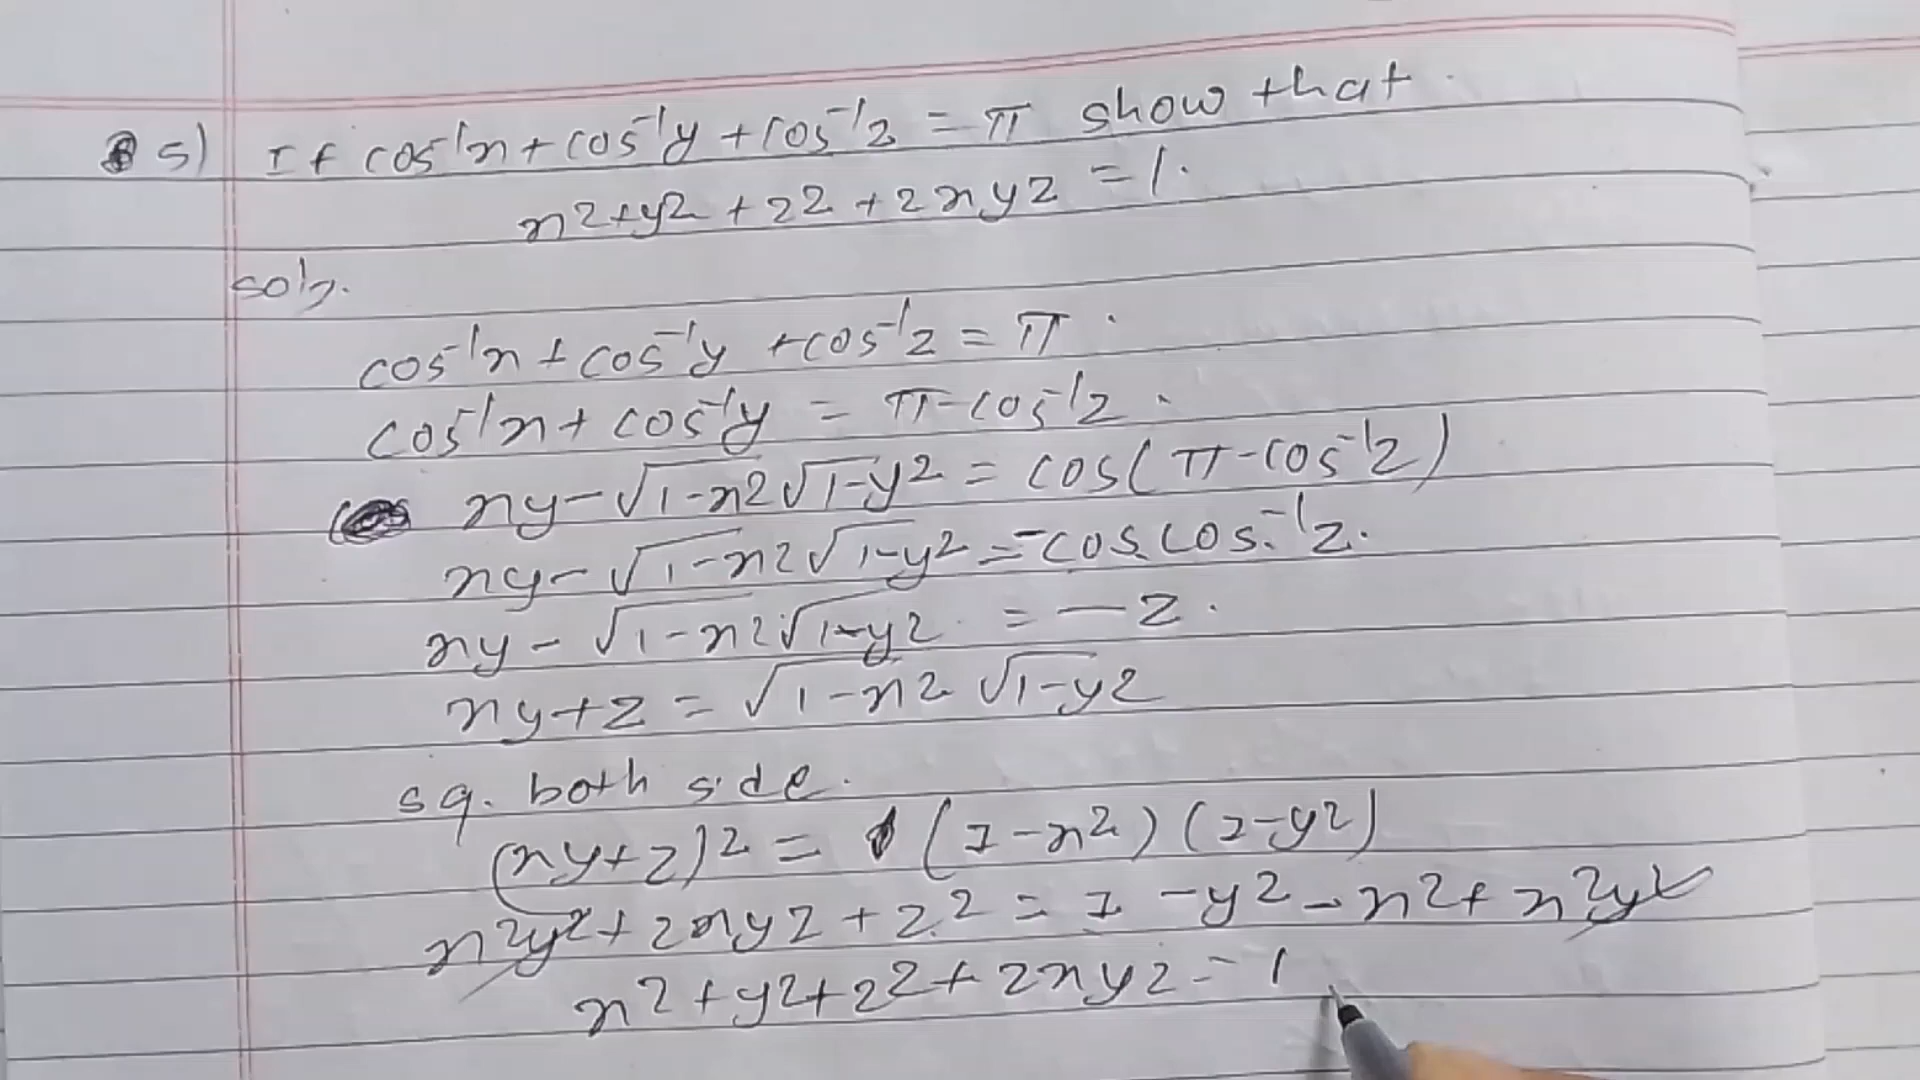 5) If cos⁻¹x + cos⁻¹y + cos⁻¹z = π show that
x² + y² + z² + 2xyz = 1.
soln.
cos⁻¹x + cos⁻¹y + cos⁻¹z = π.
cos⁻¹x + cos⁻¹y = π - cos⁻¹z.
xy - √1-x² √1-y² = cos(π - cos⁻¹z)
xy - √1-x² √1-y² = -cos.cos⁻¹z.
xy - √1-x² √1-y² = -z.
xy + z = √1-x² √1-y²
sq. both side.
(xy+z)² = (1-x²)(1-y²)
x²y² + 2xyz + z² = 1 - y² - x² + x²y²
x² + y² + z² + 2xyz = 1